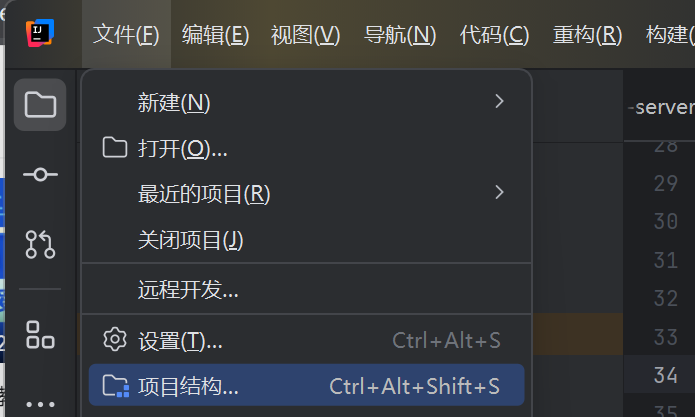 IJ
文件(F) 编辑(E) 视图(V) 导航(N) 代码(C) 重构(R) 构建(
新建(N)
-server
打开(O)...
28
最近的项目(R)
29
30
关闭项目(J)
31
远程开发...
32
设置(T)... Ctrl+Alt+S
33
项目结构... Ctrl+Alt+Shift+S
34
35